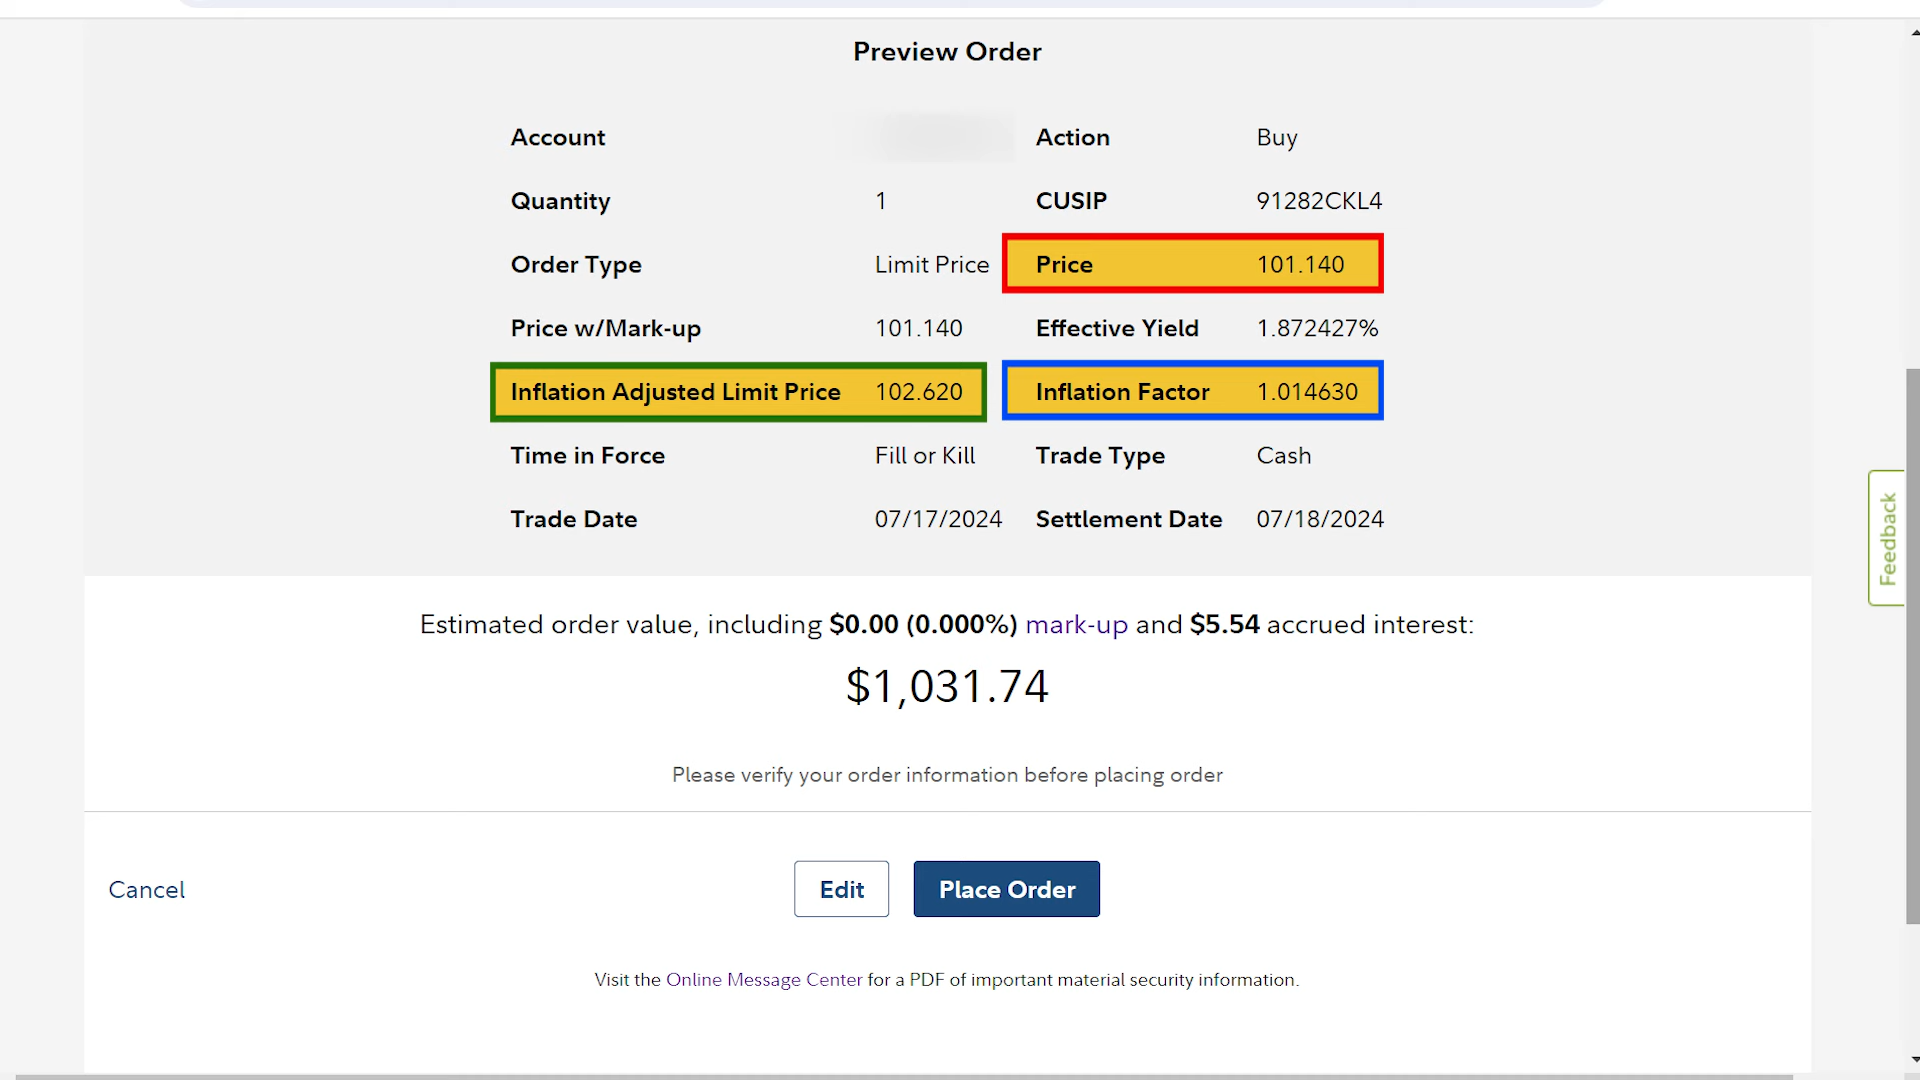 Preview Order
Account Action Buy
Quantity 1 CUSIP 91282CKL4
Order Type Limit Price Price 101.140
Price w/Mark-up 101.140 Effective Yield 1.872427%
Inflation Adjusted Limit Price 102.620 Inflation Factor 1.014630
Time in Force Fill or Kill Trade Type Cash
Trade Date 07/17/2024 Settlement Date 07/18/2024
Feedback
Estimated order value, including $0.00 (0.000%) mark-up and $5.54 accrued interest:
$1,031.74
Please verify your order information before placing order
Cancel Edit Place Order
Visit the Online Message Center for a PDF of important material security information.